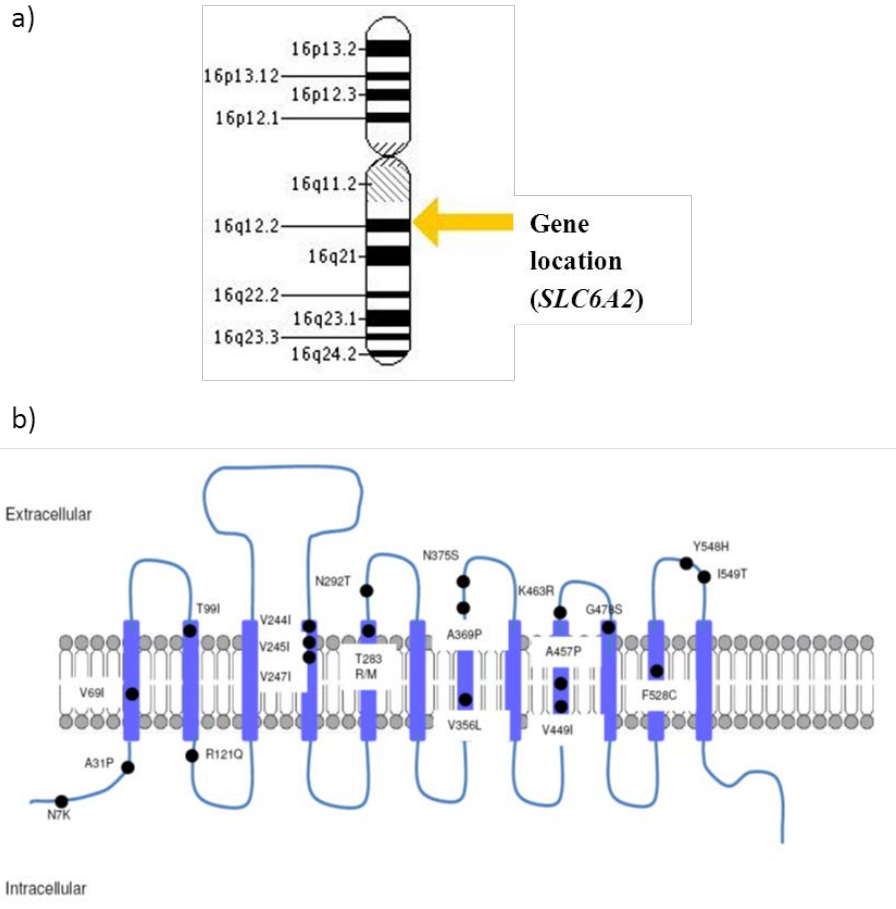 a)
16p13.2
16p13.12
16p12.3
16p12.1
16q11.2
16q12.2
16q21
16q22.2
16q23.1
16q23.3
16q24.2
Gene
location
(SLC6A2)
b)
Extracellular
Y548H
N375S
I549T
N292T
K463R
T99I
G478S
V244I
A369P
V245I
A457P
T283
R/M
V247I
V69I
F528C
V356L
V449I
R121Q
A31P
N7K
Intracellular